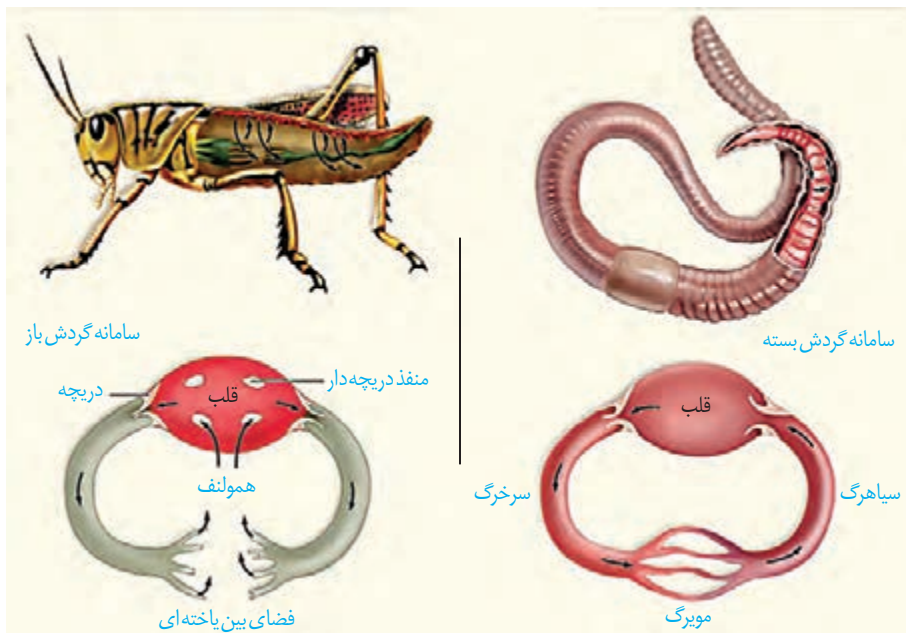 سامانه گردش بسته
قلب
سیاهرگ
سرخرگ
مویرگ
سامانه گردش باز
منفذ دریچه دار
دریچه
قلب
همولنف
فضای بین یاخته ای